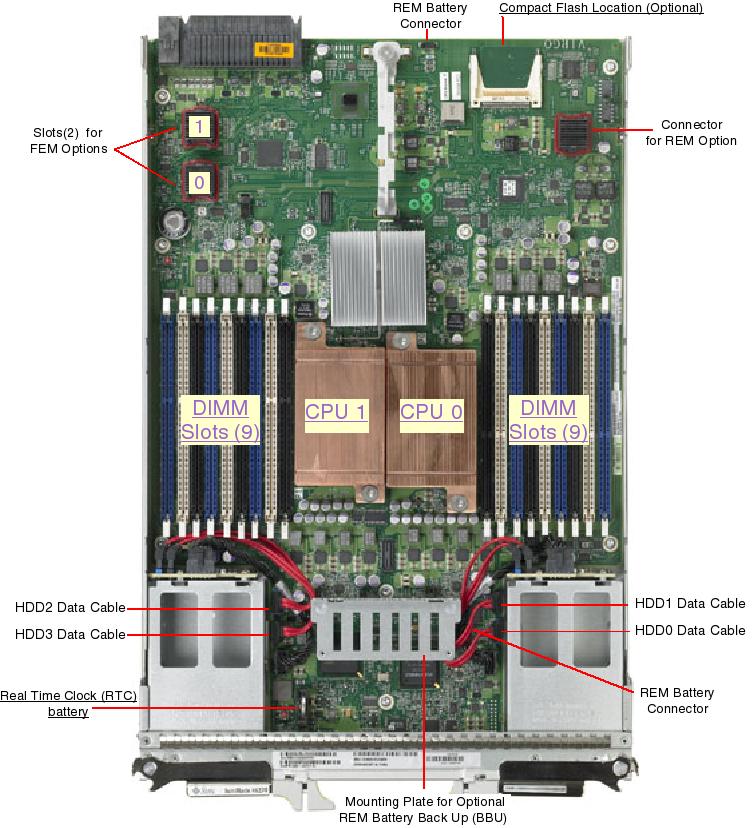 REM Battery
Connector
Compact Flash Location (Optional)
VIRGO
Slots(2) for
FEM Options
1
0
Connector
for REM Option
DIMM
Slots (9)
CPU 1
CPU 0
DIMM
Slots (9)
HDD2 Data Cable
HDD3 Data Cable
HDD1 Data Cable
HDD0 Data Cable
Real Time Clock (RTC)
battery
REM Battery
Connector
Mounting Plate for Optional
REM Battery Back Up (BBU)